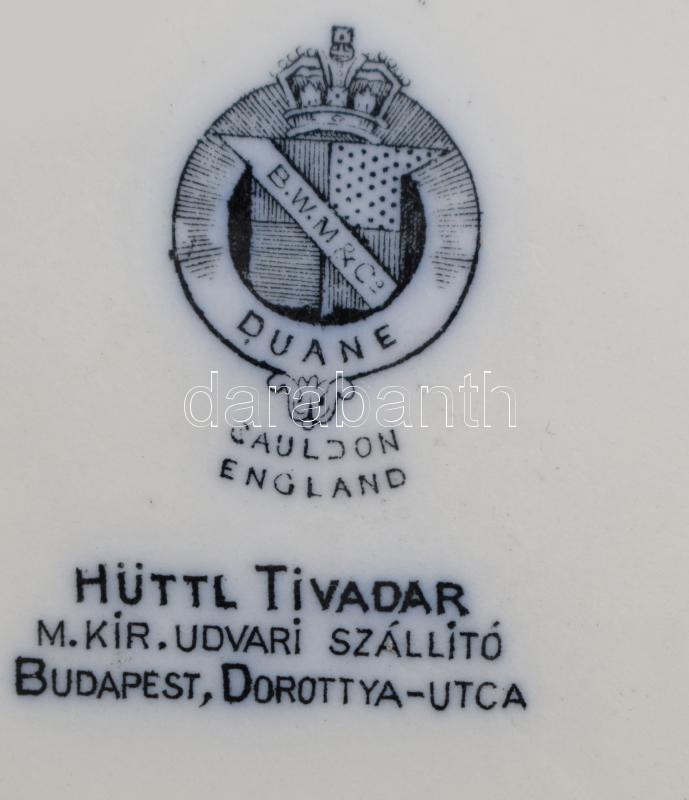 B.W.M & Co
DUANE
darabanth
CAULDON
ENGLAND
HÜTTL TIVADAR
M.KIR.UDVARI SZÁLLITÓ
BUDAPEST, DOROTTYA-UTCA